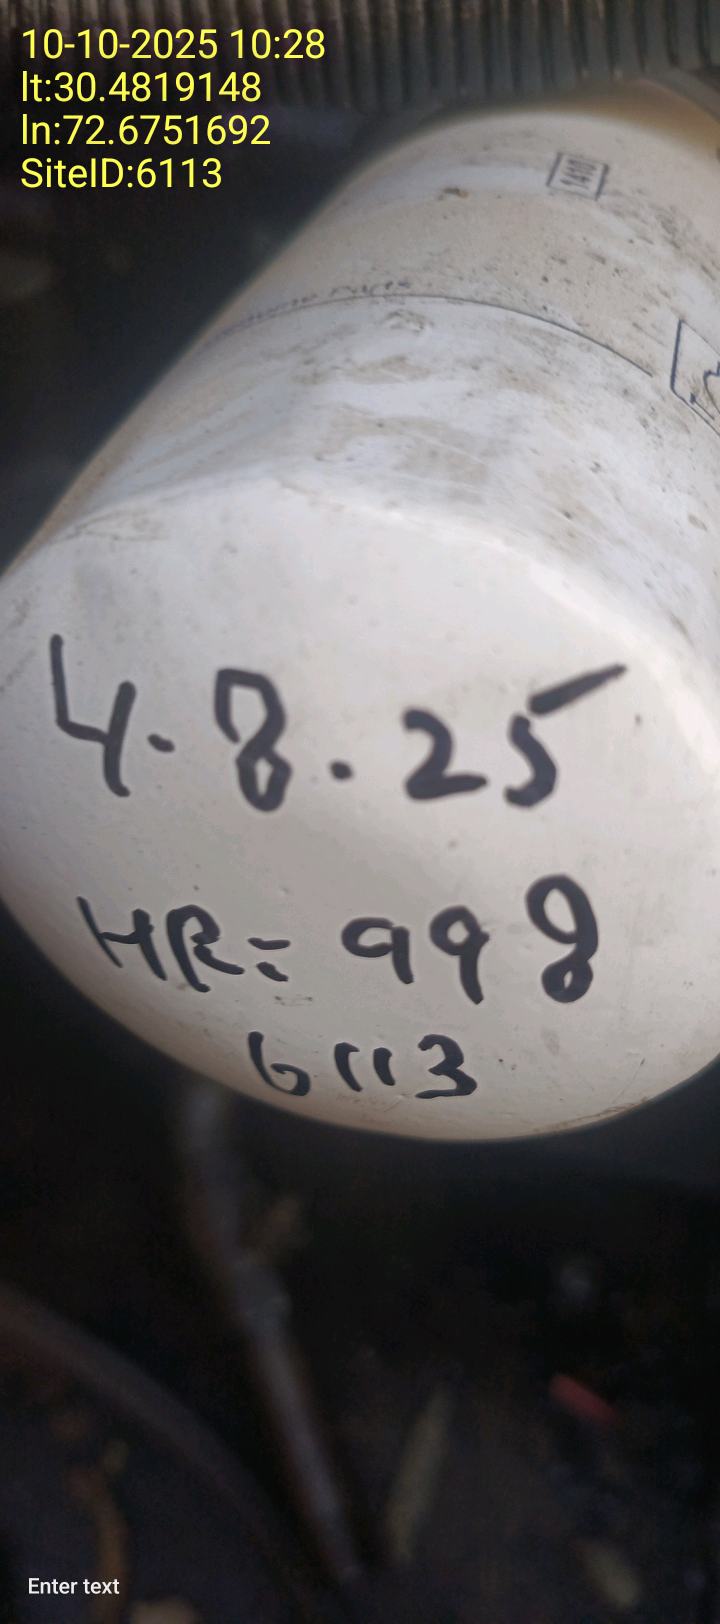 10-10-2025 10:28
lt:30.4819148
ln:72.6751692
SiteID:6113
1410
4.8.25
HR= 998
6113
Enter text